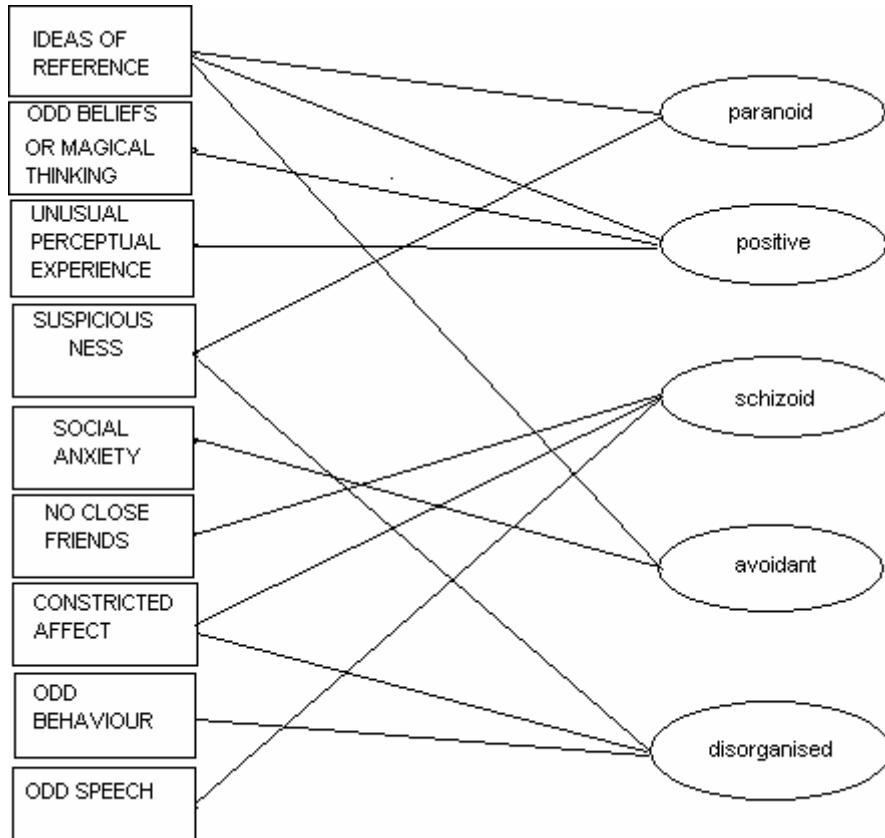 IDEAS OF
REFERENCE
ODD BELIEFS
OR MAGICAL
THINKING
UNUSUAL
PERCEPTUAL
EXPERIENCE
SUSPICIOUS
NESS
SOCIAL
ANXIETY
NO CLOSE
FRIENDS
CONSTRICTED
AFFECT
ODD
BEHAVIOUR
ODD SPEECH
paranoid
positive
schizoid
avoidant
disorganised